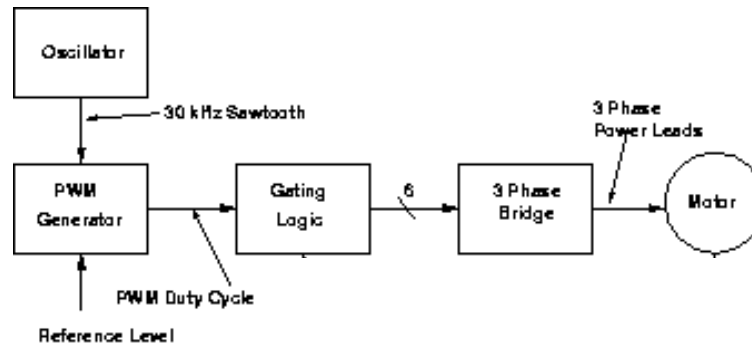 Oscillator
30 kHz Sawtooth
3 Phase
Power Leads
PWM
Generator
Gating
Logic
6
3 Phase
Bridge
Motor
PWM Duty Cycle
Reference Level